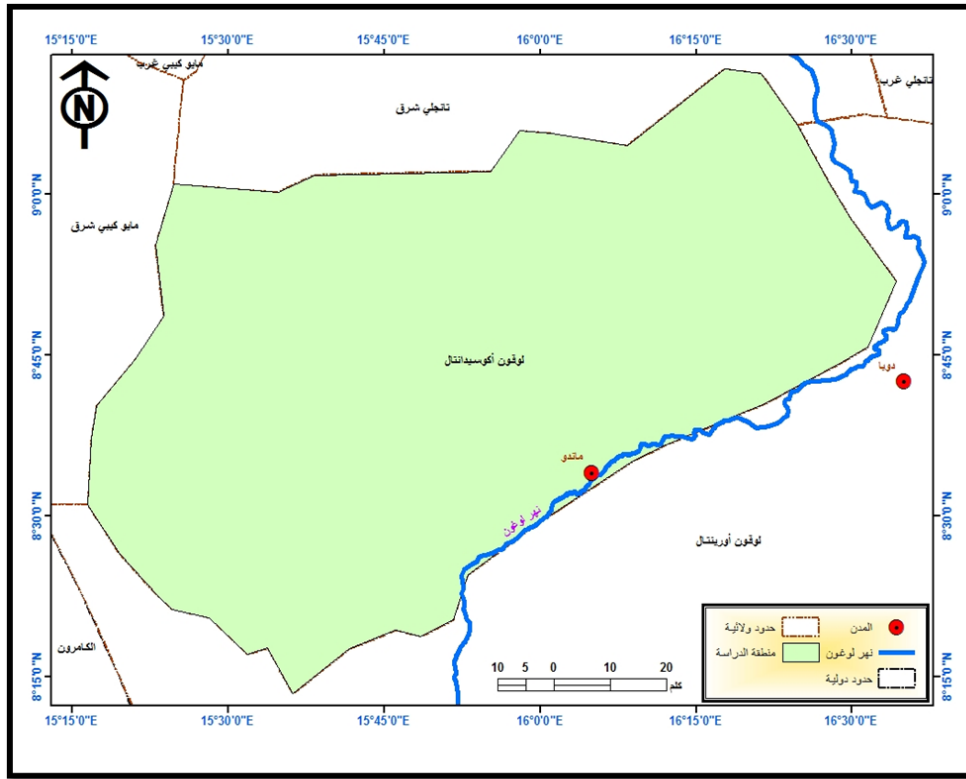 15°15'0"E 15°30'0"E 15°45'0"E 16°0'0"E 16°15'0"E 16°30'0"E
مايو كيبي غرب
تانجلي غرب
N
تانجلي شرق
9°0'0"N 9°0'0"N
مايو كيبي شرق
8°45'0"N 8°45'0"N
لوقون أكوسيدانتال
دوبا
ماندو
8°30'0"N 8°30'0"N
نهر لوغون
لوقون أورينتال
الكامرون
المدن
حدود ولائية
نهر لوغون
منطقة الدراسة
حدود دولية
10 5 0 10 20
كلم
8°15'0"N 8°15'0"N
15°15'0"E 15°30'0"E 15°45'0"E 16°0'0"E 16°15'0"E 16°30'0"E